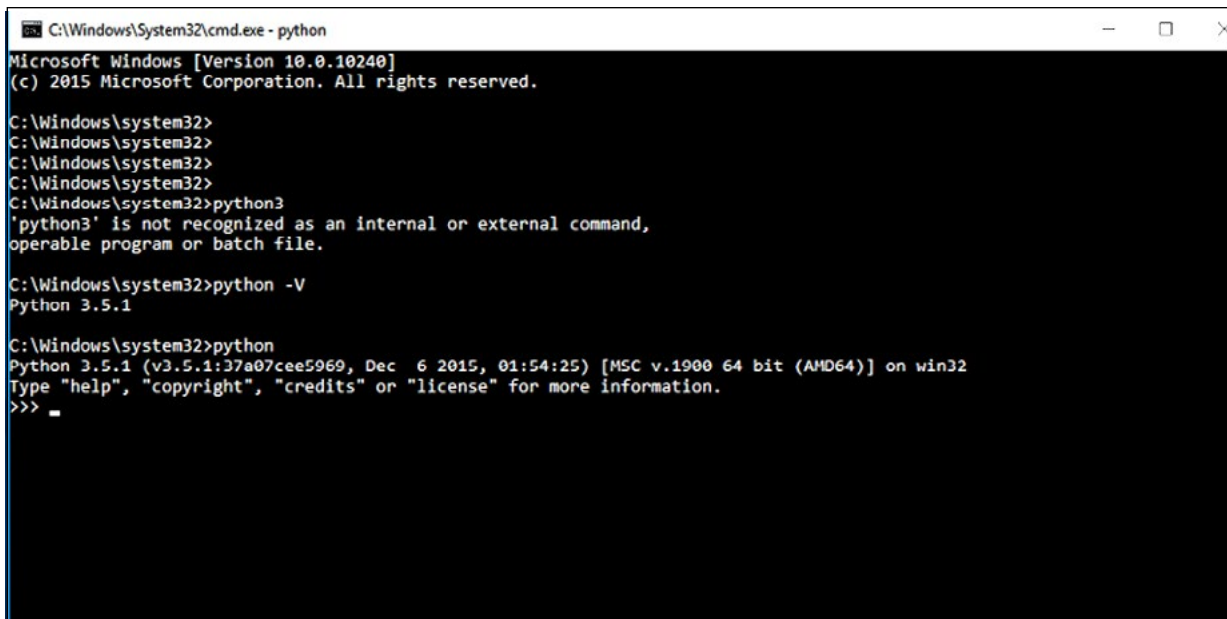 C:\Windows\System32\cmd.exe - python
Microsoft Windows [Version 10.0.10240]
(c) 2015 Microsoft Corporation. All rights reserved.
C:\Windows\system32>
C:\Windows\system32>
C:\Windows\system32>
C:\Windows\system32>
C:\Windows\system32>python3
'python3' is not recognized as an internal or external command,
operable program or batch file.
C:\Windows\system32>python -V
Python 3.5.1
C:\Windows\system32>python
Python 3.5.1 (v3.5.1:37a07cee5969, Dec  6 2015, 01:54:25) [MSC v.1900 64 bit (AMD64)] on win32
Type "help", "copyright", "credits" or "license" for more information.
>>> _